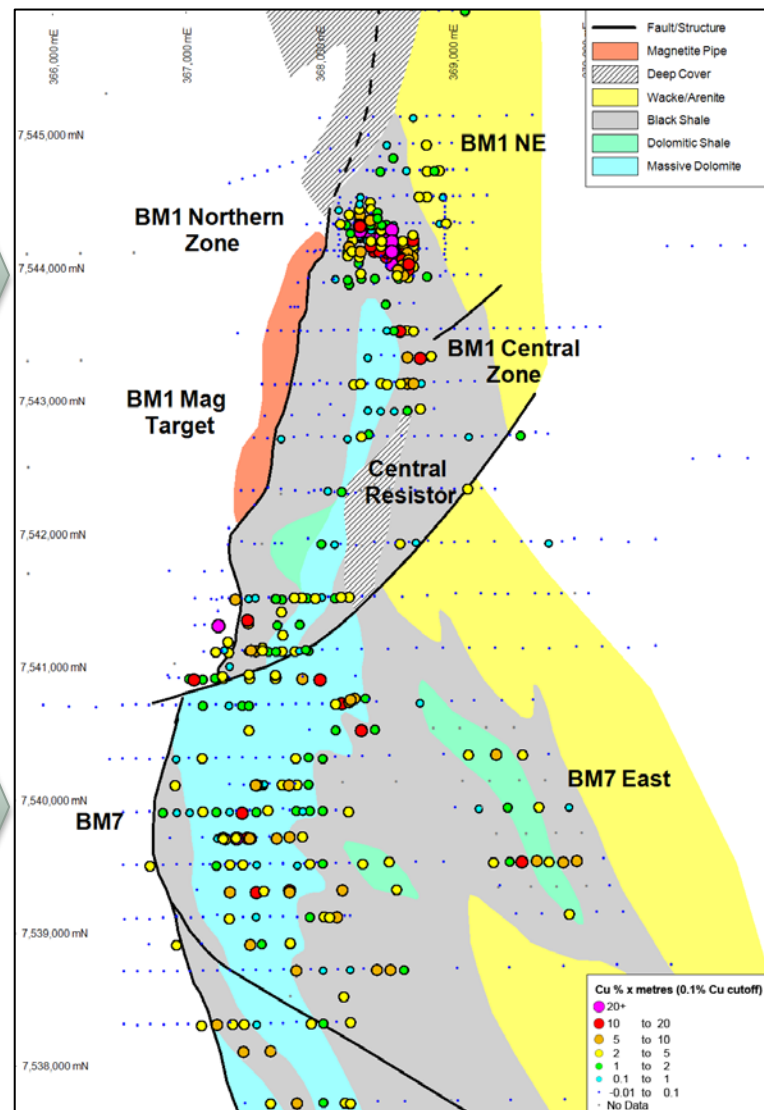 366,000 mE
367,000 mE
368,000 mE
369,000 mE
Fault/Structure
Magnetite Pipe
Deep Cover
Wacke/Arenite
Black Shale
Dolomitic Shale
Massive Dolomite
7,545,000 mN
BM1 NE
BM1 Northern
Zone
7,544,000 mN
BM1 Central
Zone
7,543,000 mN
BM1 Mag
Target
Central
Resistor
7,542,000 mN
7,541,000 mN
BM7 East
7,540,000 mN
BM7
7,539,000 mN
7,538,000 mN
Cu % x metres (0.1% Cu cutoff)
20+
10 to 20
5 to 10
2 to 5
1 to 2
0.1 to 1
-0.01 to 0.1
No Data